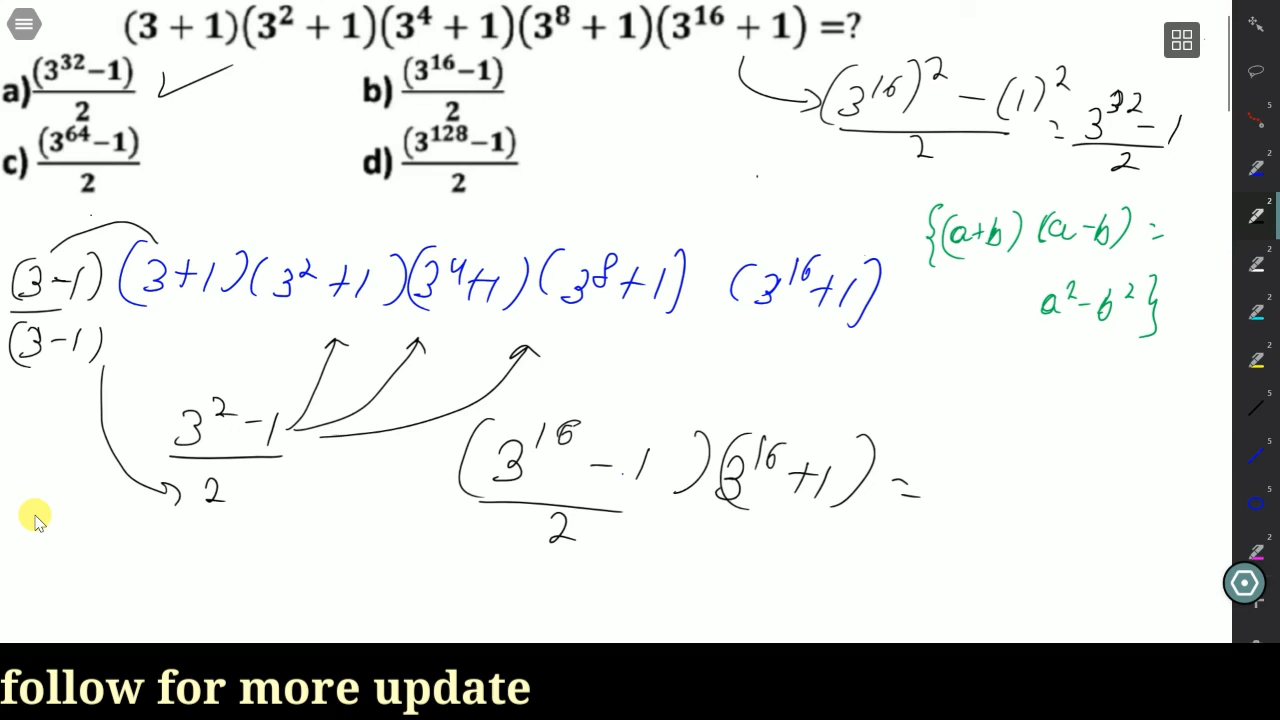 (3 + 1)(3² + 1)(3⁴ + 1)(3⁸ + 1)(3¹⁶ + 1) =?
a) (3³² −1)/2 ✓
b) (3¹⁶ −1)/2
c) (3⁶⁴ −1)/2
d) (3¹²⁸ −1)/2
((3¹⁶)² − (1)²)/2 = (3³² − 1)/2
{(a+b) (a−b) =
a² − b²}
(3−1)/(3−1) (3+1)(3²+1)(3⁴+1)(3⁸+1) (3¹⁶+1)
(3² − 1)/2
(3¹⁶ − 1)/2 (3¹⁶ + 1) =
follow for more update